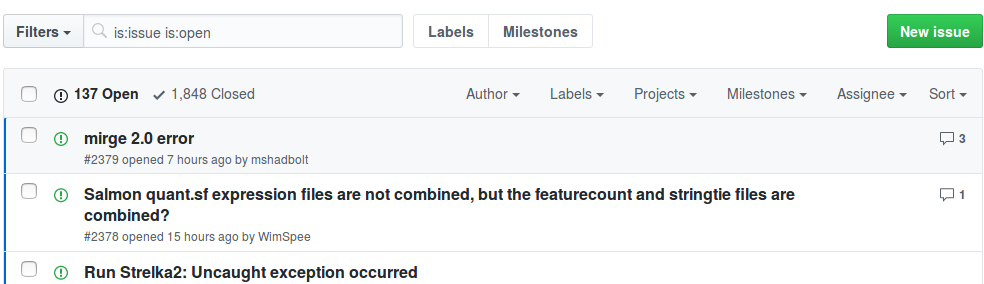 Filters is:issue is:open Labels Milestones New issue
137 Open 1,848 Closed Author Labels Projects Milestones Assignee Sort
mirge 2.0 error 3
#2379 opened 7 hours ago by mshadbolt
Salmon quant.sf expression files are not combined, but the featurecount and stringtie files are 1
combined?
#2378 opened 15 hours ago by WimSpee
Run Strelka2: Uncaught exception occurred